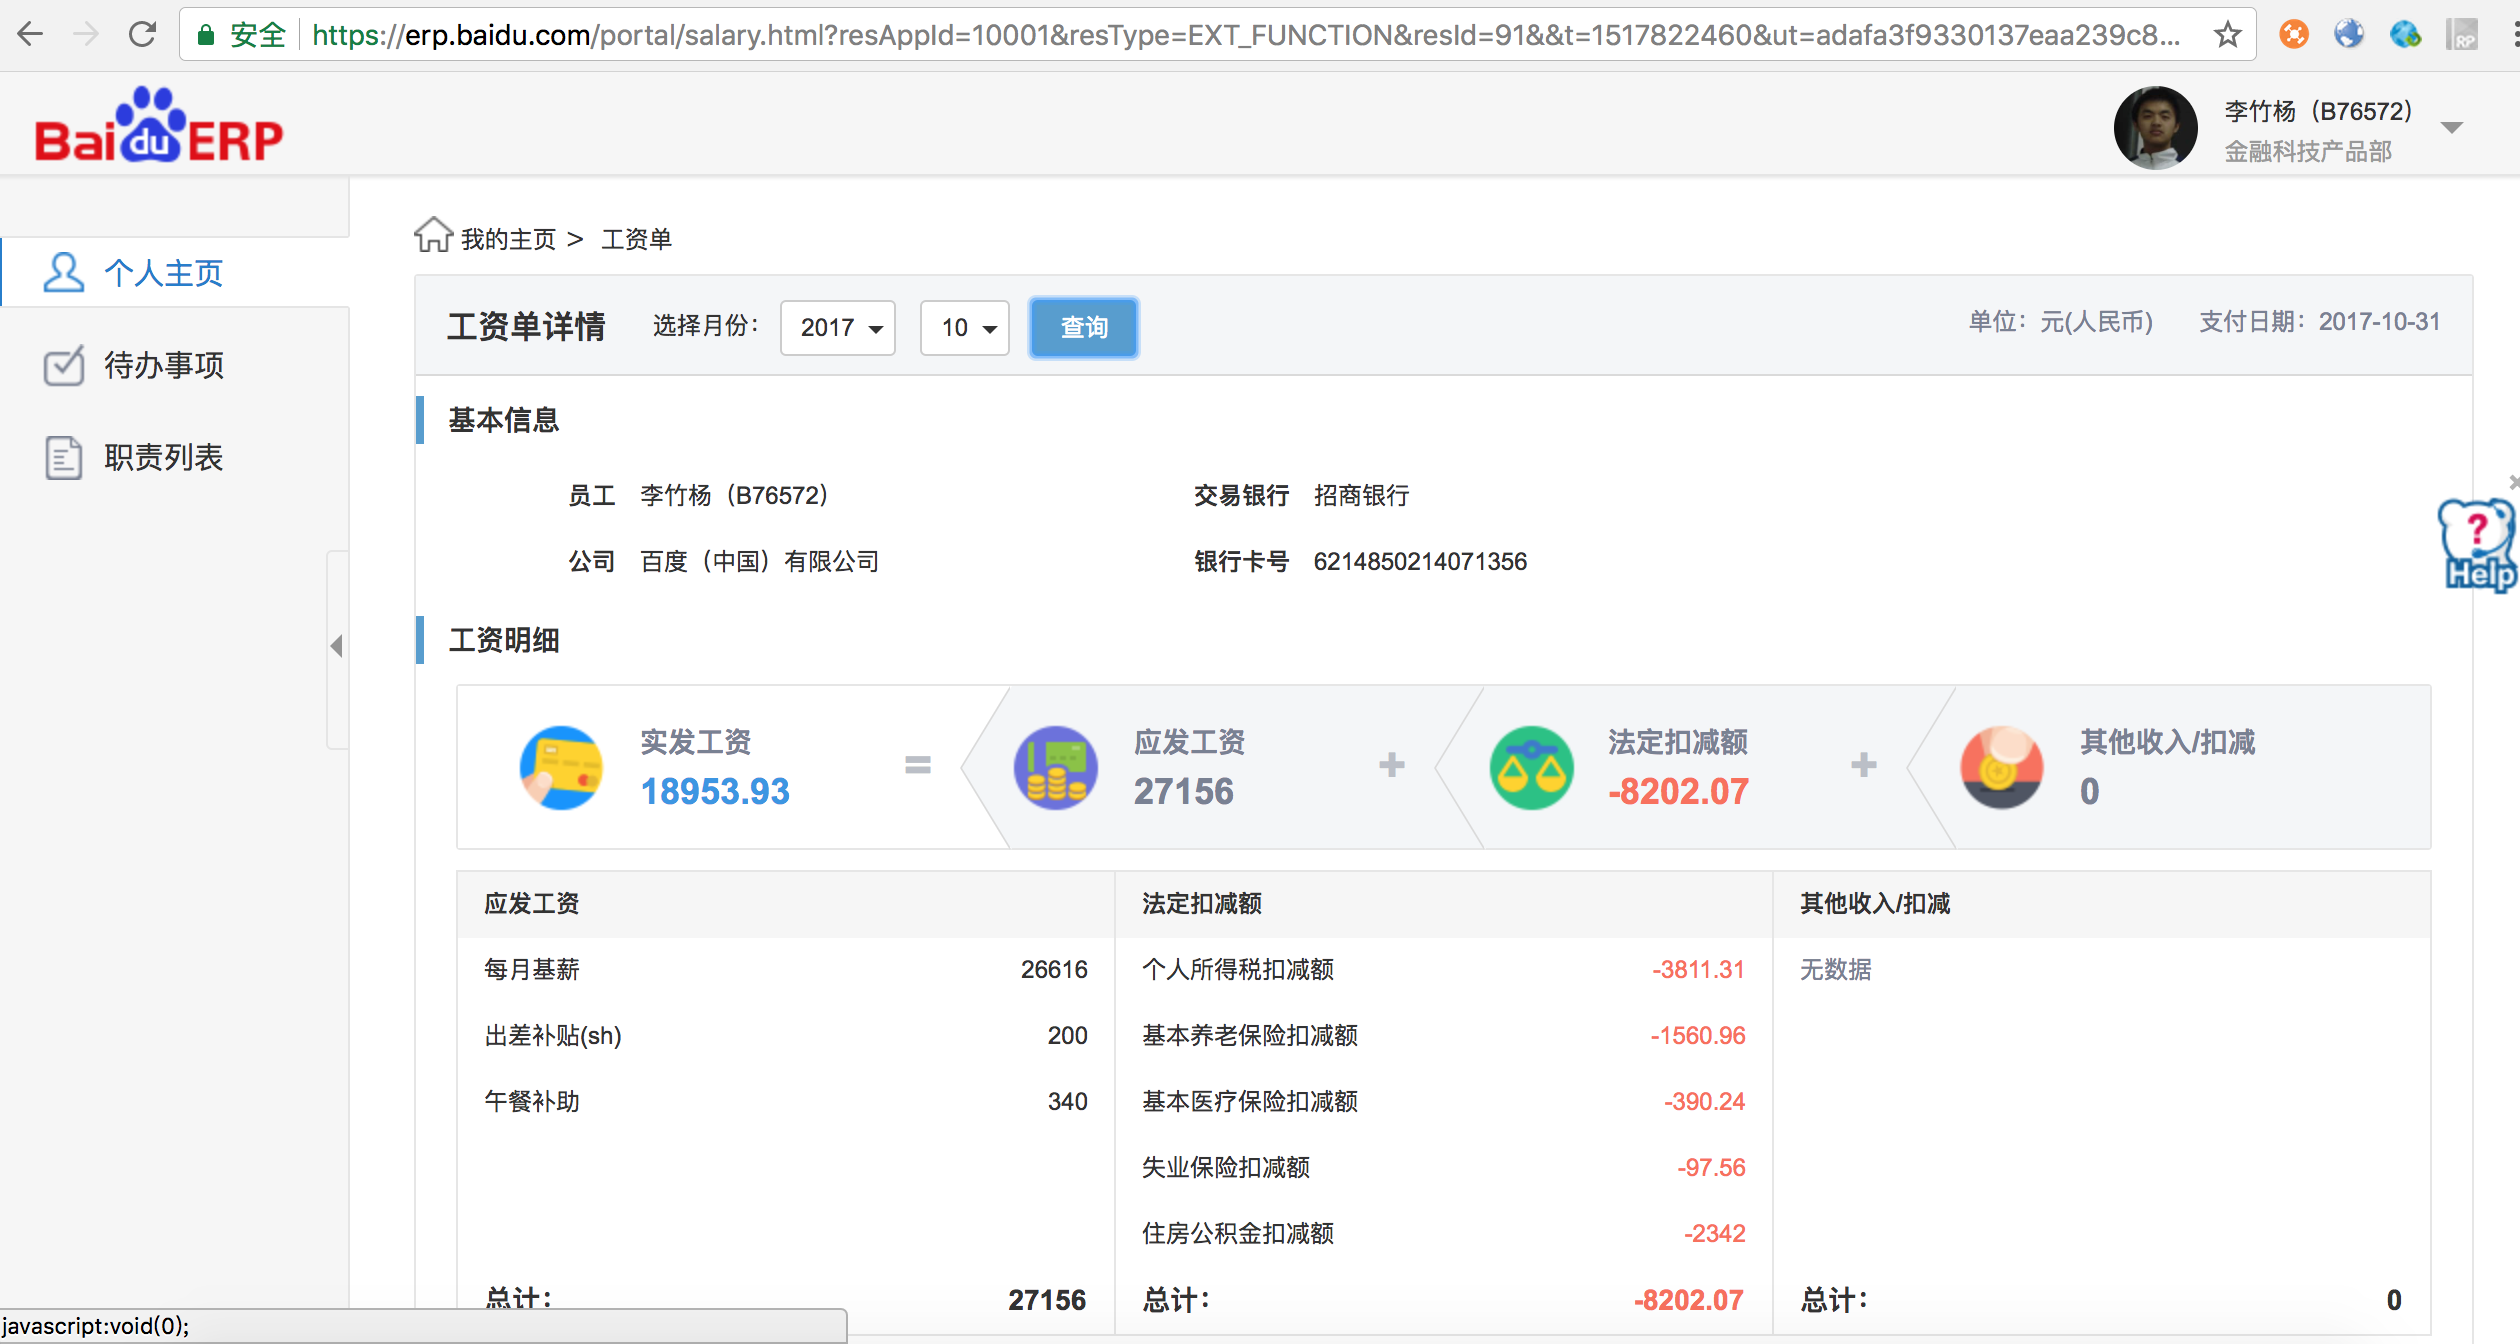 安全 https://erp.baidu.com/portal/salary.html?resAppId=10001&resType=EXT_FUNCTION&resId=91&&t=1517822460&ut=adafa3f9330137eaa239c8...
RP
Baidu ERP
李竹杨（B76572）
金融科技产品部
个人主页
待办事项
职责列表
我的主页 > 工资单
工资单详情 选择月份： 2017 10 查询 单位：元(人民币) 支付日期：2017-10-31
基本信息
员工 李竹杨（B76572） 交易银行 招商银行
公司 百度（中国）有限公司 银行卡号 6214850214071356
? Help
工资明细
实发工资 = 应发工资 + 法定扣减额 + 其他收入/扣减
18953.93 27156 -8202.07 0
应发工资 法定扣减额 其他收入/扣减
每月基薪 26616 个人所得税扣减额 -3811.31 无数据
出差补贴(sh) 200 基本养老保险扣减额 -1560.96
午餐补助 340 基本医疗保险扣减额 -390.24
失业保险扣减额 -97.56
住房公积金扣减额 -2342
总计： 27156 总计： -8202.07 总计： 0
javascript:void(0);